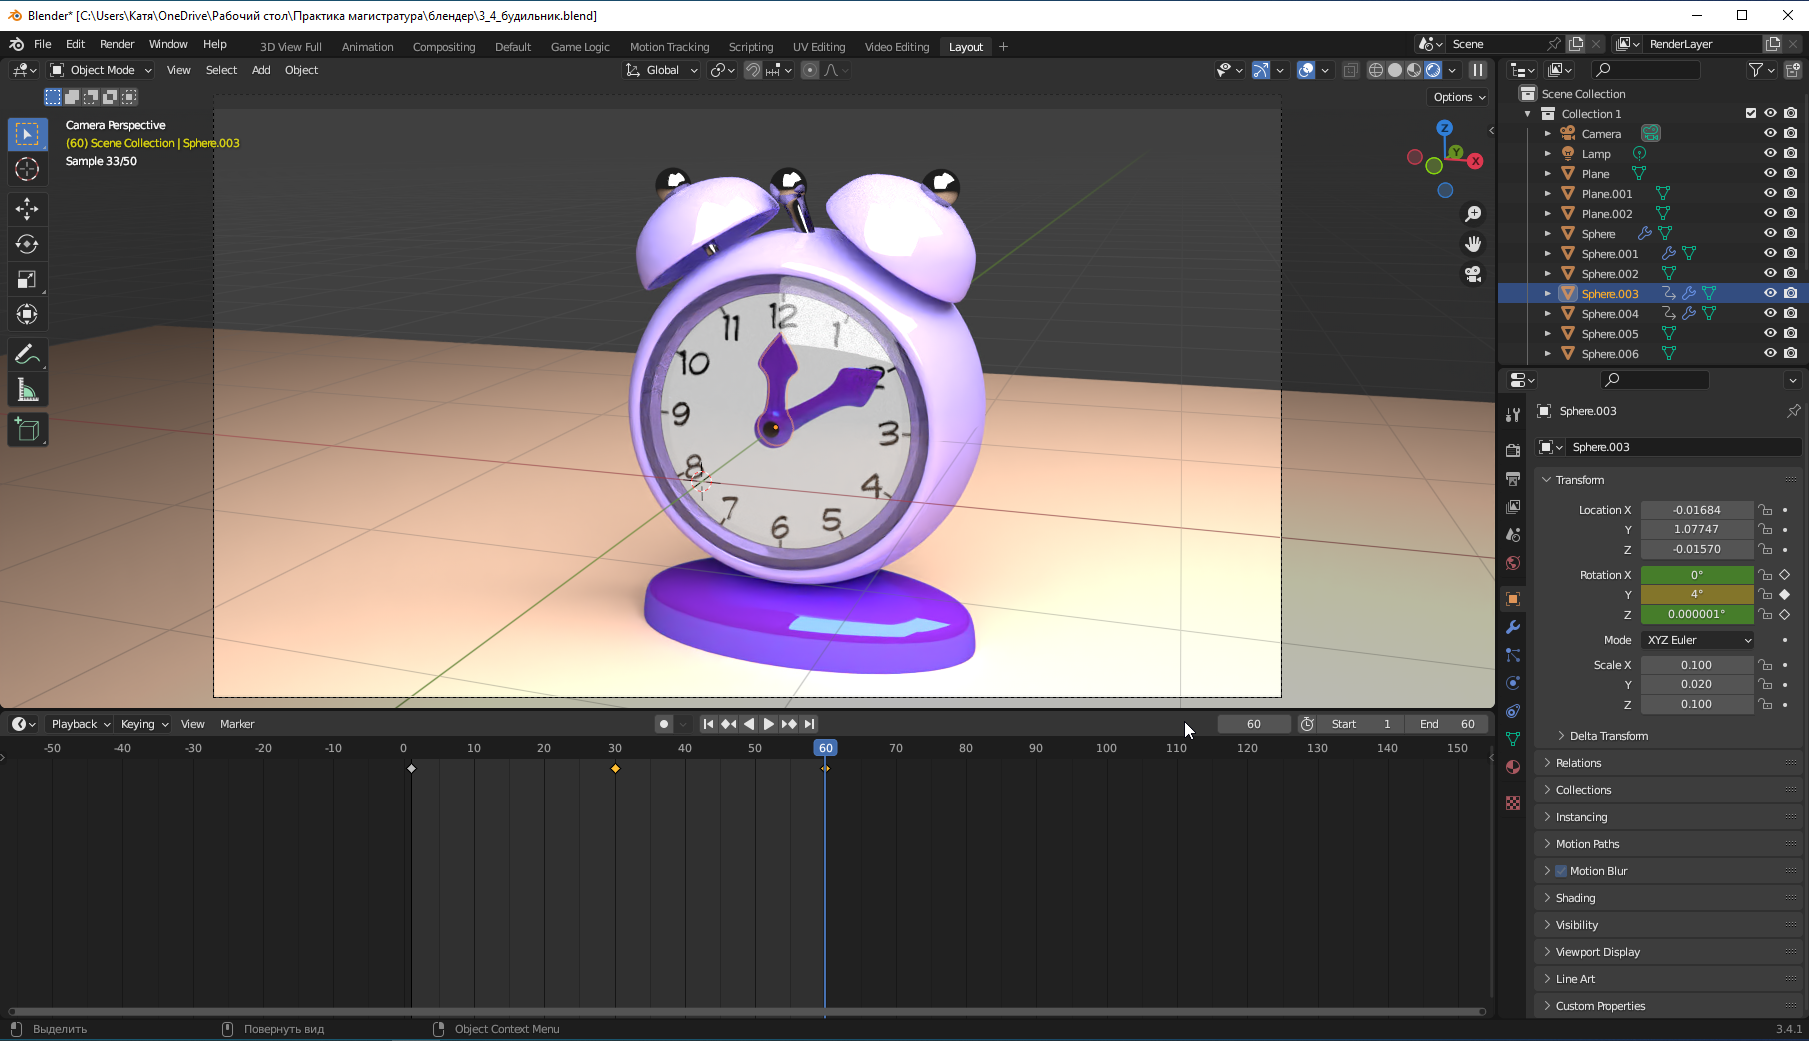 Blender* [C:\Users\Катя\OneDrive\Рабочий стол\Практика магистратура\блендер\3_4_будильник.blend]
File Edit Render Window Help 3D View Full Animation Compositing Default Game Logic Motion Tracking Scripting UV Editing Video Editing Layout Scene RenderLayer
Object Mode View Select Add Object Global
Options
Camera Perspective
(60) Scene Collection | Sphere.003
Sample 33/50
Z
Y
X
12
11
1
10
2
9
3
8
4
7
5
6
Scene Collection
Collection 1
Camera
Lamp
Plane
Plane.001
Plane.002
Sphere
Sphere.001
Sphere.002
Sphere.003
Sphere.004
Sphere.005
Sphere.006
Sphere.003
Sphere.003
Transform
Location X -0.01684
Y 1.07747
Z -0.01570
Rotation X 0°
Y 4°
Z 0.000001°
Mode XYZ Euler
Scale X 0.100
Y 0.020
Z 0.100
Delta Transform
Relations
Collections
Instancing
Motion Paths
Motion Blur
Shading
Visibility
Viewport Display
Line Art
Custom Properties
Playback Keying View Marker 60 Start 1 End 60
-50 -40 -30 -20 -10 0 10 20 30 40 50 60 70 80 90 100 110 120 130 140 150
Выделить Повернуть вид Object Context Menu 3.4.1